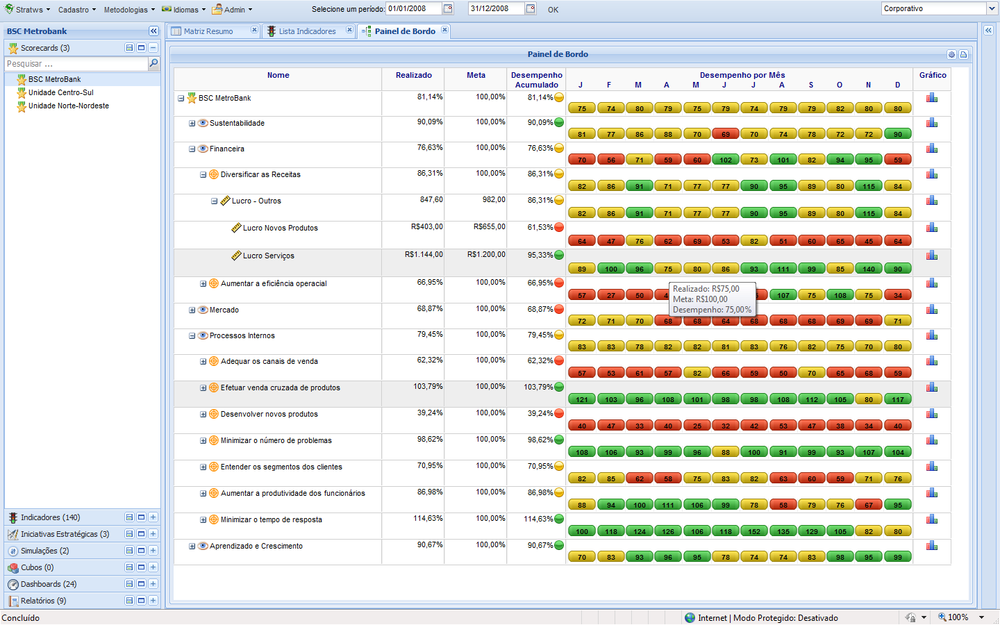 Stratws Cadastro Metodologias Idiomas Admin Selecione um período: 01/01/2008 31/12/2008 OK Corporativo
BSC Metrobank
Matriz Resumo Lista Indicadores Painel de Bordo
Scorecards (3)
Pesquisar ...
BSC MetroBank
Unidade Centro-Sul
Unidade Norte-Nordeste
Indicadores (140)
Iniciativas Estratégicas (3)
Simulações (2)
Cubos (0)
Dashboards (24)
Relatórios (9)
Painel de Bordo
Nome Realizado Meta Desempenho Acumulado Desempenho por Mês Gráfico
J F M A M J J A S O N D
BSC MetroBank 81,14% 100,00% 81,14%
75 74 80 79 75 79 74 79 79 82 80 80
Sustentabilidade 90,09% 100,00% 90,09%
81 77 86 88 70 69 70 74 78 72 72 90
Financeira 76,63% 100,00% 76,63%
70 56 71 59 60 102 73 101 82 94 95 59
Diversificar as Receitas 86,31% 100,00% 86,31%
82 86 91 71 77 77 90 95 89 80 115 84
Lucro - Outros 847,60 982,00 86,31%
82 86 91 71 77 77 90 95 89 80 115 84
Lucro Novos Produtos R$403,00 R$655,00 61,53%
64 47 76 62 69 53 82 51 60 65 45 64
Lucro Serviços R$1.144,00 R$1.200,00 95,33%
89 100 96 75 80 86 93 111 99 85 140 90
Aumentar a eficiência operacial 66,95% 100,00% 66,95%
57 27 50 107 75 108 75 34
Realizado: R$75,00
Meta: R$100,00
Desempenho: 75,00%
Mercado 68,87% 100,00% 68,87%
72 71 70 68 68 64 68 68 68 69 69 71
Processos Internos 79,45% 100,00% 79,45%
83 83 78 82 82 81 83 76 82 75 70 80
Adequar os canais de venda 62,32% 100,00% 62,32%
57 53 61 57 82 66 59 50 70 65 68 59
Efetuar venda cruzada de produtos 103,79% 100,00% 103,79%
121 103 96 108 101 98 98 108 112 105 80 117
Desenvolver novos produtos 39,24% 100,00% 39,24%
40 47 33 40 25 32 42 53 47 38 34 40
Minimizar o número de problemas 98,62% 100,00% 98,62%
108 106 93 99 96 88 100 91 99 93 107 104
Entender os segmentos dos clientes 70,95% 100,00% 70,95%
82 85 62 58 75 83 82 63 60 59 71 76
Aumentar a produtividade dos funcionários 86,98% 100,00% 86,98%
88 94 100 111 106 99 78 58 79 76 67 95
Minimizar o tempo de resposta 114,63% 100,00% 114,63%
100 118 124 126 106 118 152 135 129 105 82 80
Aprendizado e Crescimento 90,67% 100,00% 90,67%
70 83 93 96 95 78 74 74 83 98 95 99
Concluído Internet | Modo Protegido: Desativado 100%